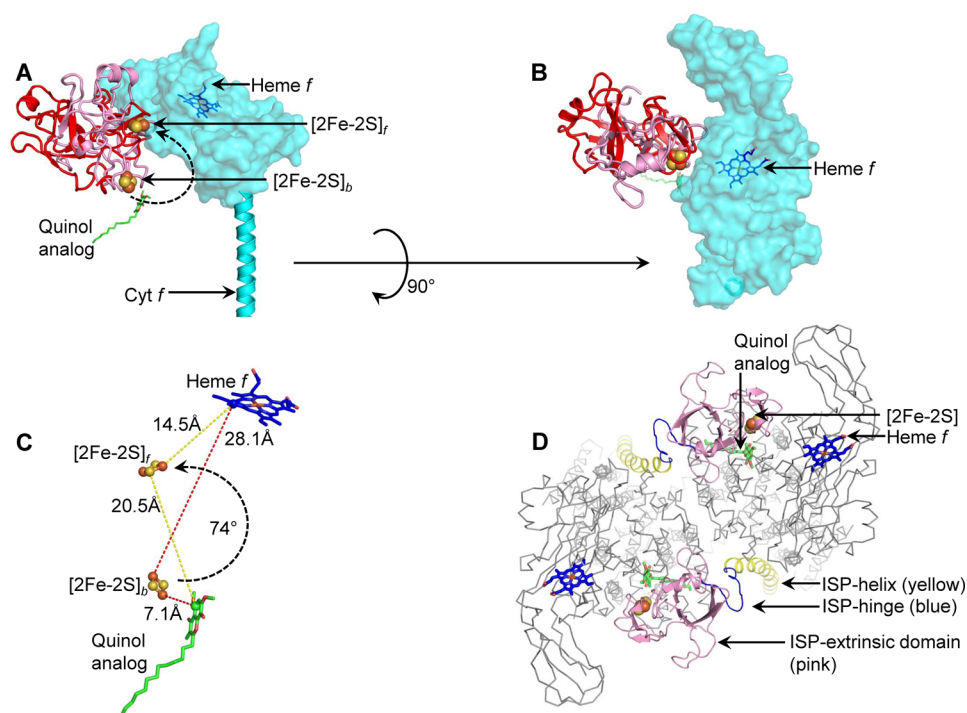 A
Heme f
[2Fe-2S]f
[2Fe-2S]b
Quinol
analog
Cyt f
90°
B
Heme f
C
Heme f
14.5Å
28.1Å
[2Fe-2S]f
20.5Å
74°
[2Fe-2S]b
7.1Å
Quinol
analog
D
Quinol
analog
[2Fe-2S]
Heme f
ISP-helix (yellow)
ISP-hinge (blue)
ISP-extrinsic domain
(pink)